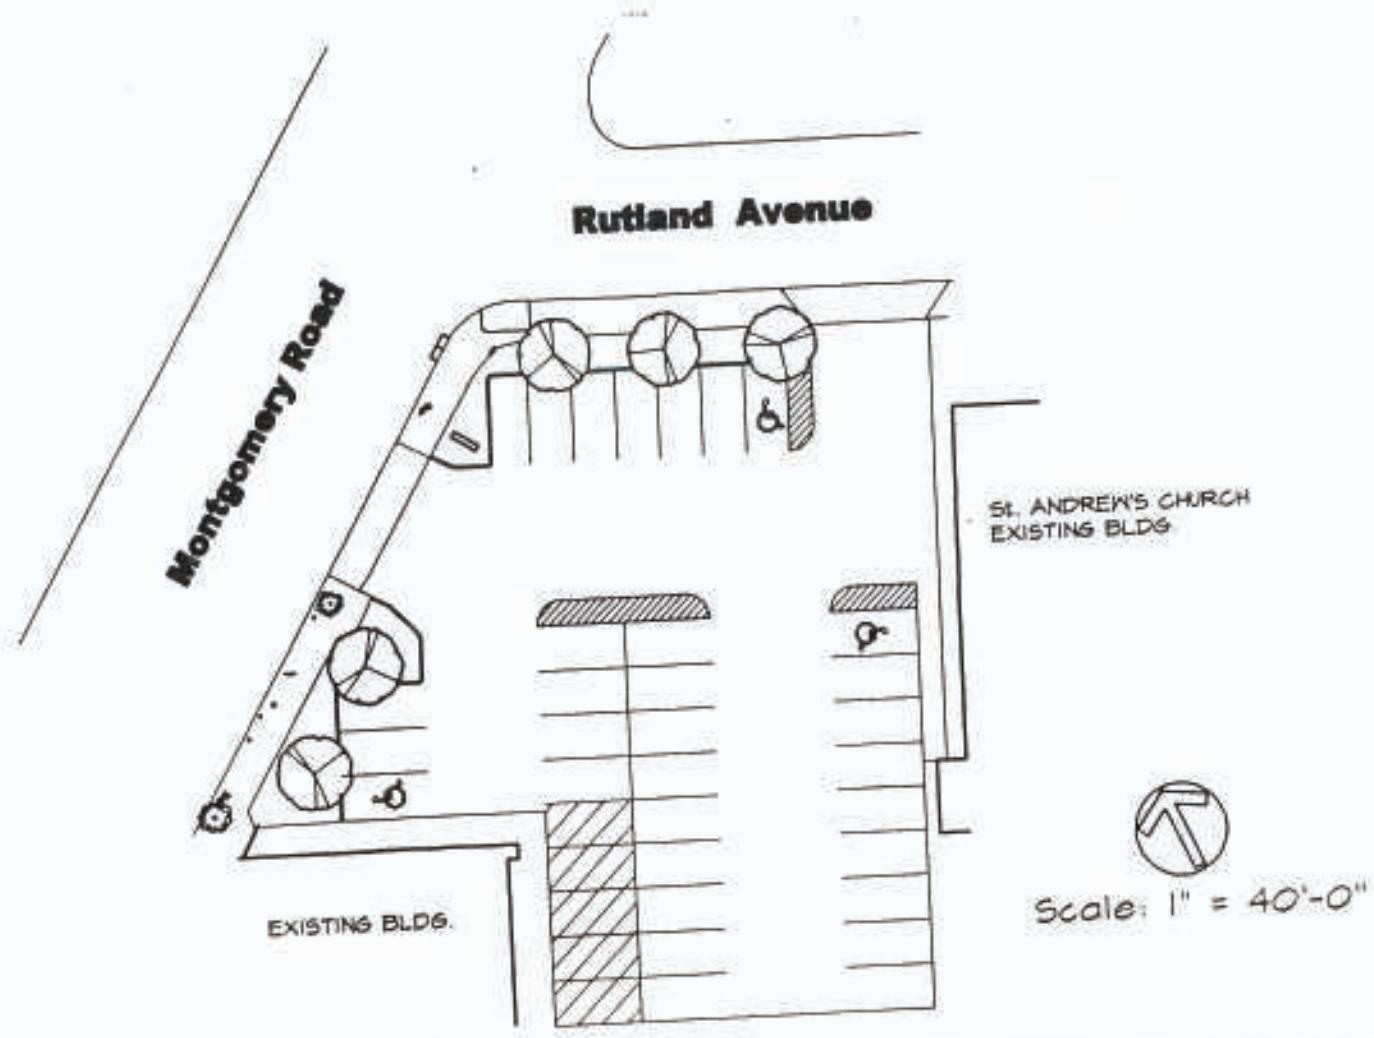 Rutland Avenue
Montgomery Road
St. ANDREW'S CHURCH
EXISTING BLDG
EXISTING BLDG.
Scale: 1" = 40'-0"